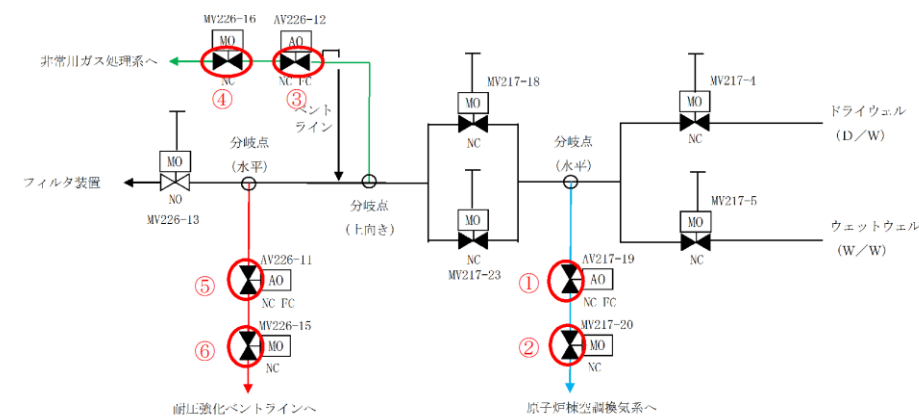 MV226-16
AV226-12
MO
AO
非常用ガス処理系へ
NC
NC FC
④
③
ベント
ライン
MV217-18
MO
NC
MV217-4
MO
NC
ドライウェル
(D/W)
分岐点
(水平)
分岐点
(水平)
MO
フィルタ装置
NO
MV226-13
分岐点
(上向き)
MO
NC
MV217-23
MV217-5
MO
NC
ウェットウェル
(W/W)
AV226-11
⑤
AO
NC FC
MV226-15
⑥
MO
NC
耐圧強化ベントラインへ
AV217-19
①
AO
NC FC
MV217-20
②
MO
NC
原子炉棟空調換気系へ